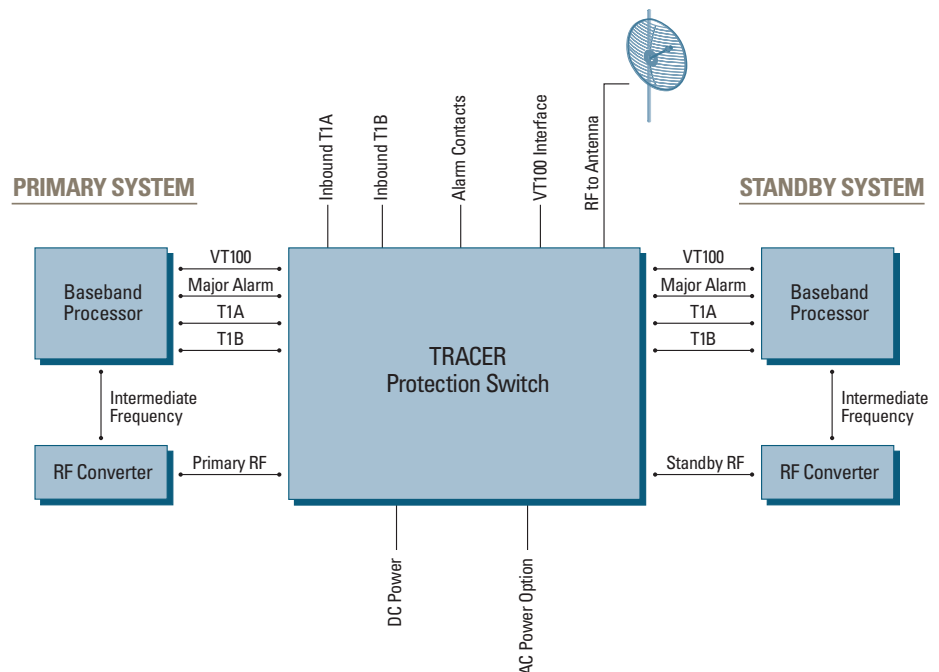 Inbound T1A
Inbound T1B
Alarm Contacts
VT100 Interface
RF to Antenna
PRIMARY SYSTEM
STANDBY SYSTEM
Baseband
Processor
VT100
Major Alarm
T1A
T1B
TRACER
Protection Switch
VT100
Major Alarm
T1A
T1B
Baseband
Processor
Intermediate
Frequency
Intermediate
Frequency
RF Converter
Primary RF
Standby RF
RF Converter
DC Power
AC Power Option